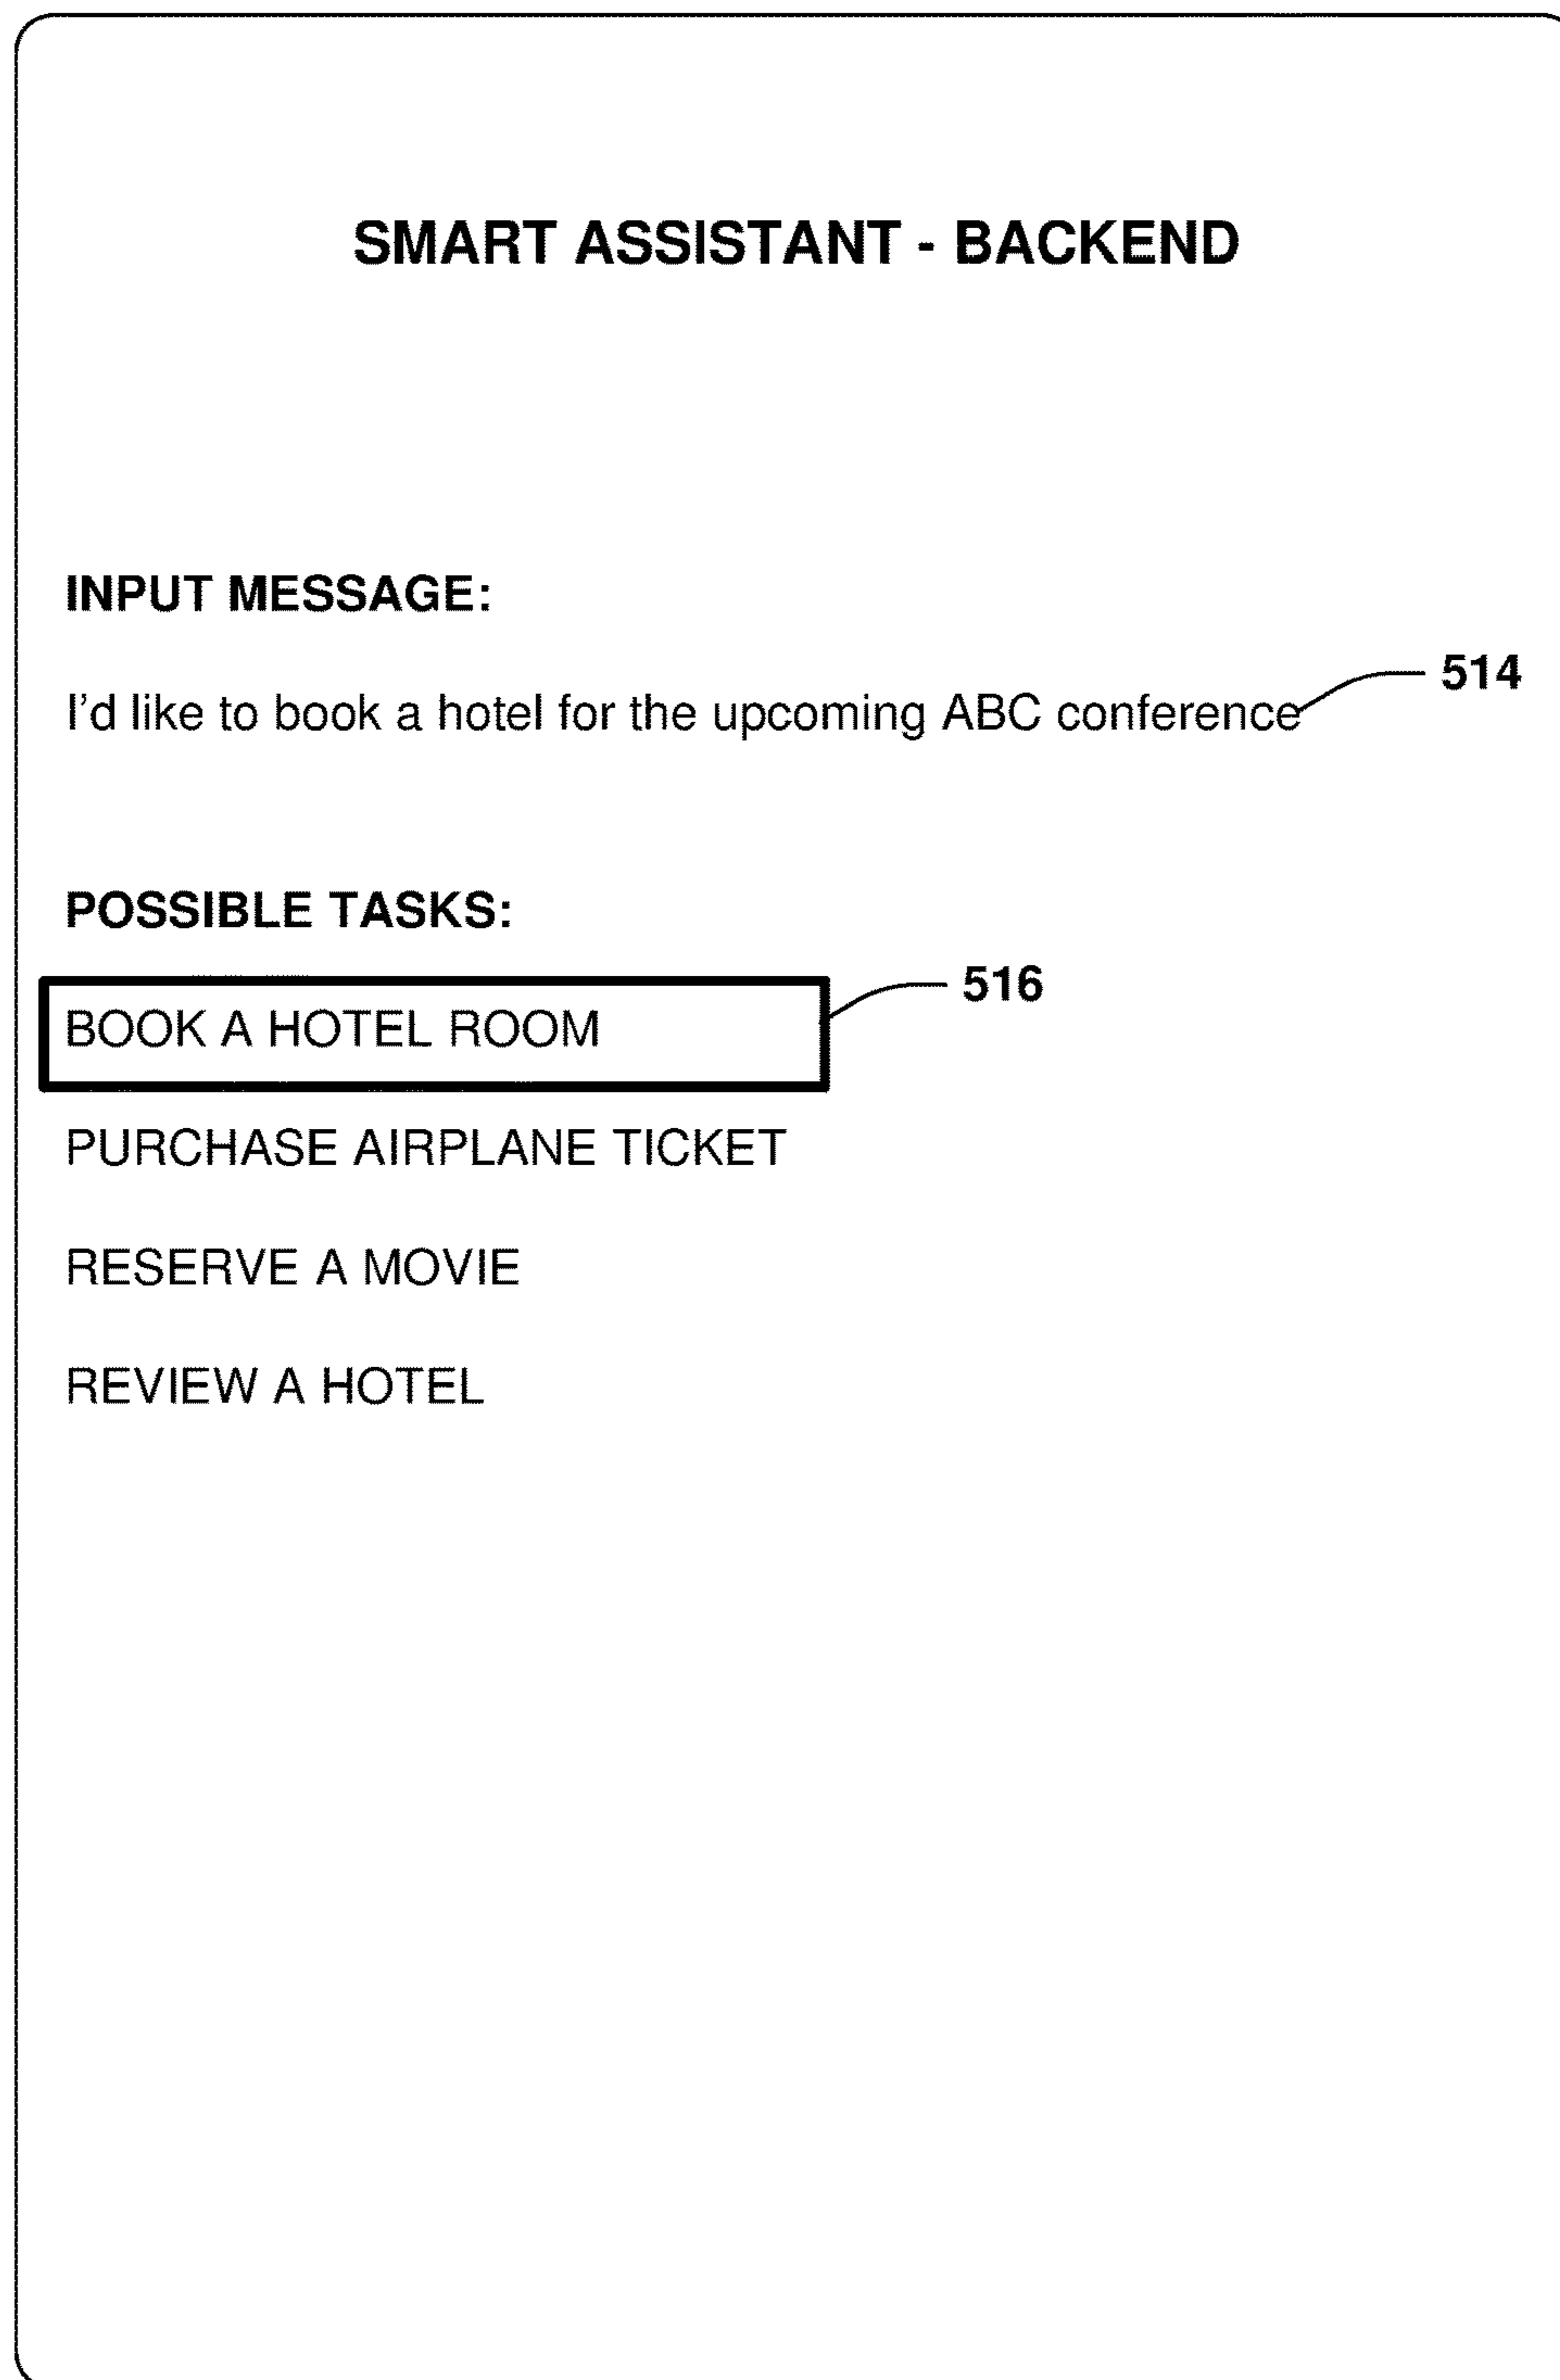 SMART ASSISTANT - BACKEND
INPUT MESSAGE:
514
I'd like to book a hotel for the upcoming ABC conference
POSSIBLE TASKS:
516
BOOK A HOTEL ROOM
PURCHASE AIRPLANE TICKET
RESERVE A MOVIE
REVIEW A HOTEL